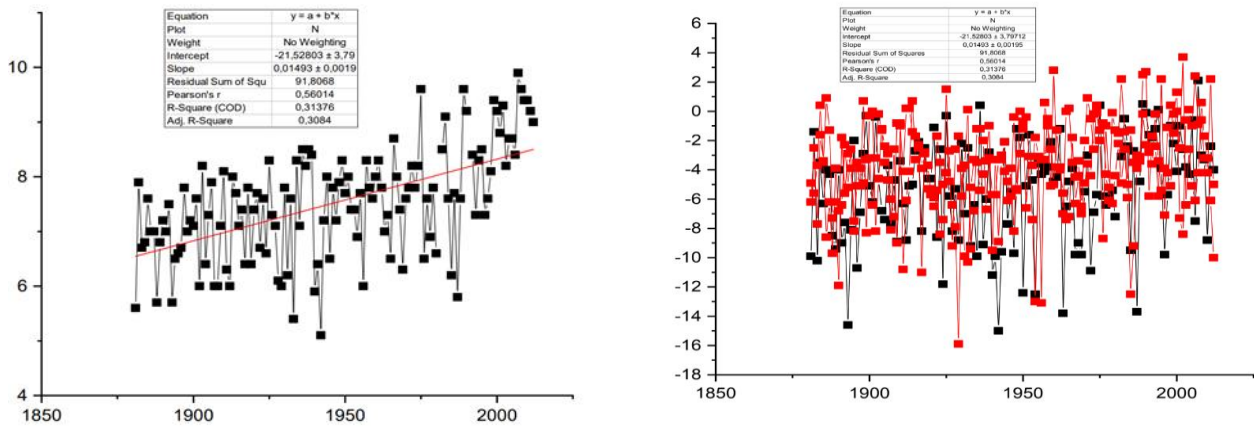 Equation y = a + b*x
Plot N
Weight No Weighting
Intercept -21,52803 ± 3,79
Slope 0,01493 ± 0,0019
Residual Sum of Squ 91,8068
Pearson's r 0,56014
R-Square (COD) 0,31376
Adj. R-Square 0,3084
10
8
6
4
1850 1900 1950 2000
Equation y = a + b*x
Plot N
Weight No Weighting
Intercept -21,52803 ± 3,79712
Slope 0,01493 ± 0,00195
Residual Sum of Squares 91,8068
Pearson's r 0,56014
R-Square (COD) 0,31376
Adj. R-Square 0,3084
6
4
2
0
-2
-4
-6
-8
-10
-12
-14
-16
-18
1850 1900 1950 2000